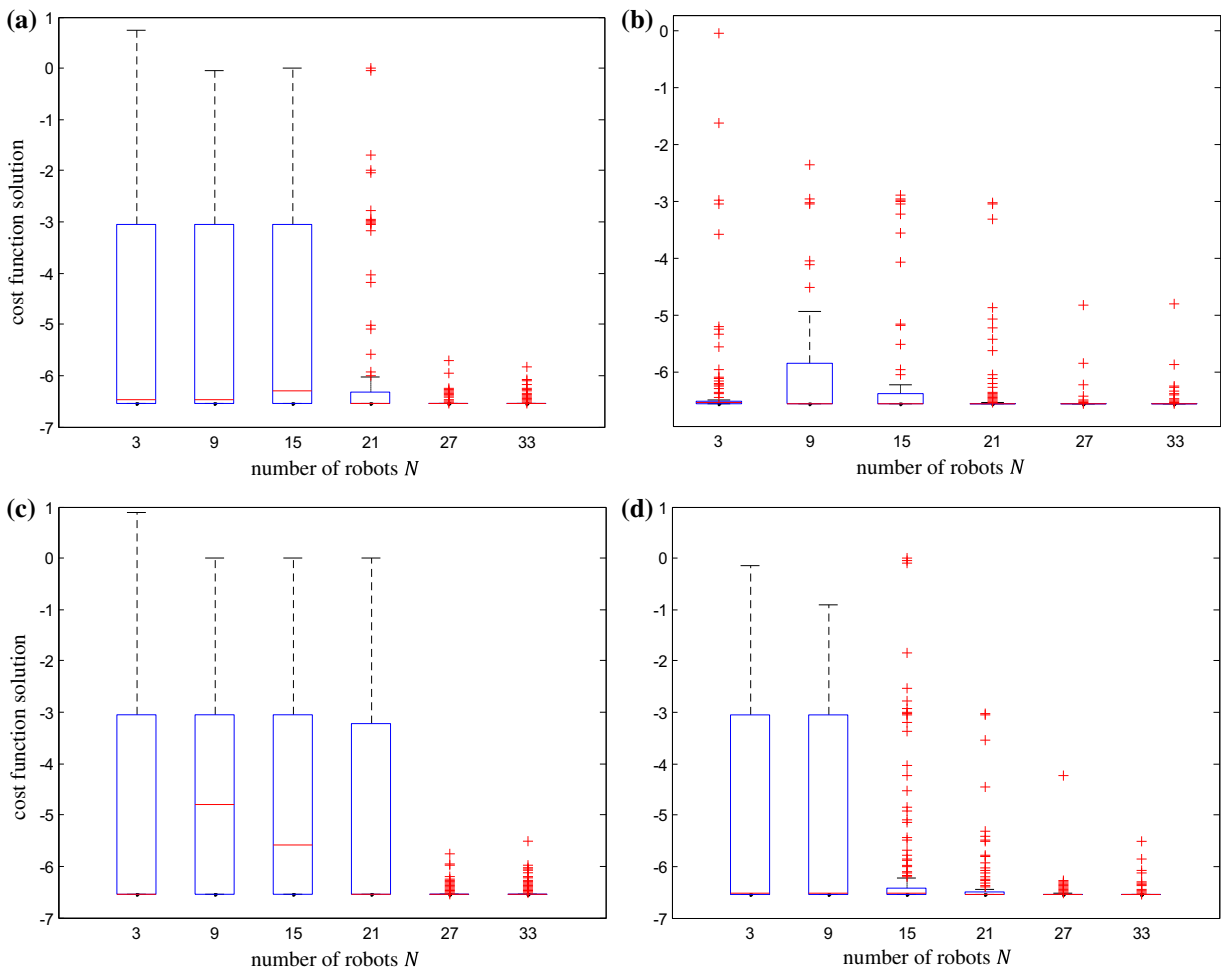 (a)
1
0
-1
-2
-3
-4
-5
-6
-7
cost function solution
3 9 15 21 27 33
number of robots N
(b)
0
-1
-2
-3
-4
-5
-6
3 9 15 21 27 33
number of robots N
(c)
1
0
-1
-2
-3
-4
-5
-6
-7
cost function solution
3 9 15 21 27 33
number of robots N
(d)
1
0
-1
-2
-3
-4
-5
-6
-7
3 9 15 21 27 33
number of robots N